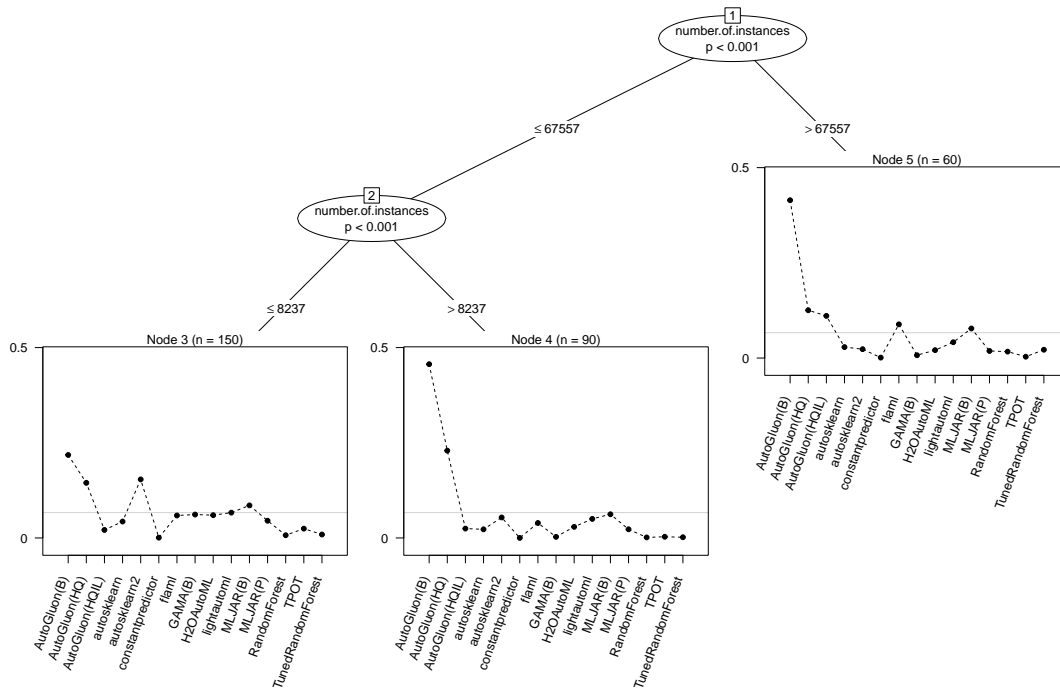 1
number.of.instances
p < 0.001
≤ 67557
> 67557
2
number.of.instances
p < 0.001
≤ 8237
> 8237
Node 3 (n = 150)
0.5
0
AutoGluon(B)
AutoGluon(HQ)
AutoGluon(HQIL)
autosklearn
autosklearn2
constantpredictor
flaml
GAMA(B)
H2OAutoML
lightautoml
MLJAR(B)
MLJAR(P)
RandomForest
TPOT
TunedRandomForest
Node 4 (n = 90)
0.5
0
AutoGluon(B)
AutoGluon(HQ)
AutoGluon(HQIL)
autosklearn
autosklearn2
constantpredictor
flaml
GAMA(B)
H2OAutoML
lightautoml
MLJAR(B)
MLJAR(P)
RandomForest
TPOT
TunedRandomForest
Node 5 (n = 60)
0.5
0
AutoGluon(B)
AutoGluon(HQ)
AutoGluon(HQIL)
autosklearn
autosklearn2
constantpredictor
flaml
GAMA(B)
H2OAutoML
lightautoml
MLJAR(B)
MLJAR(P)
RandomForest
TPOT
TunedRandomForest